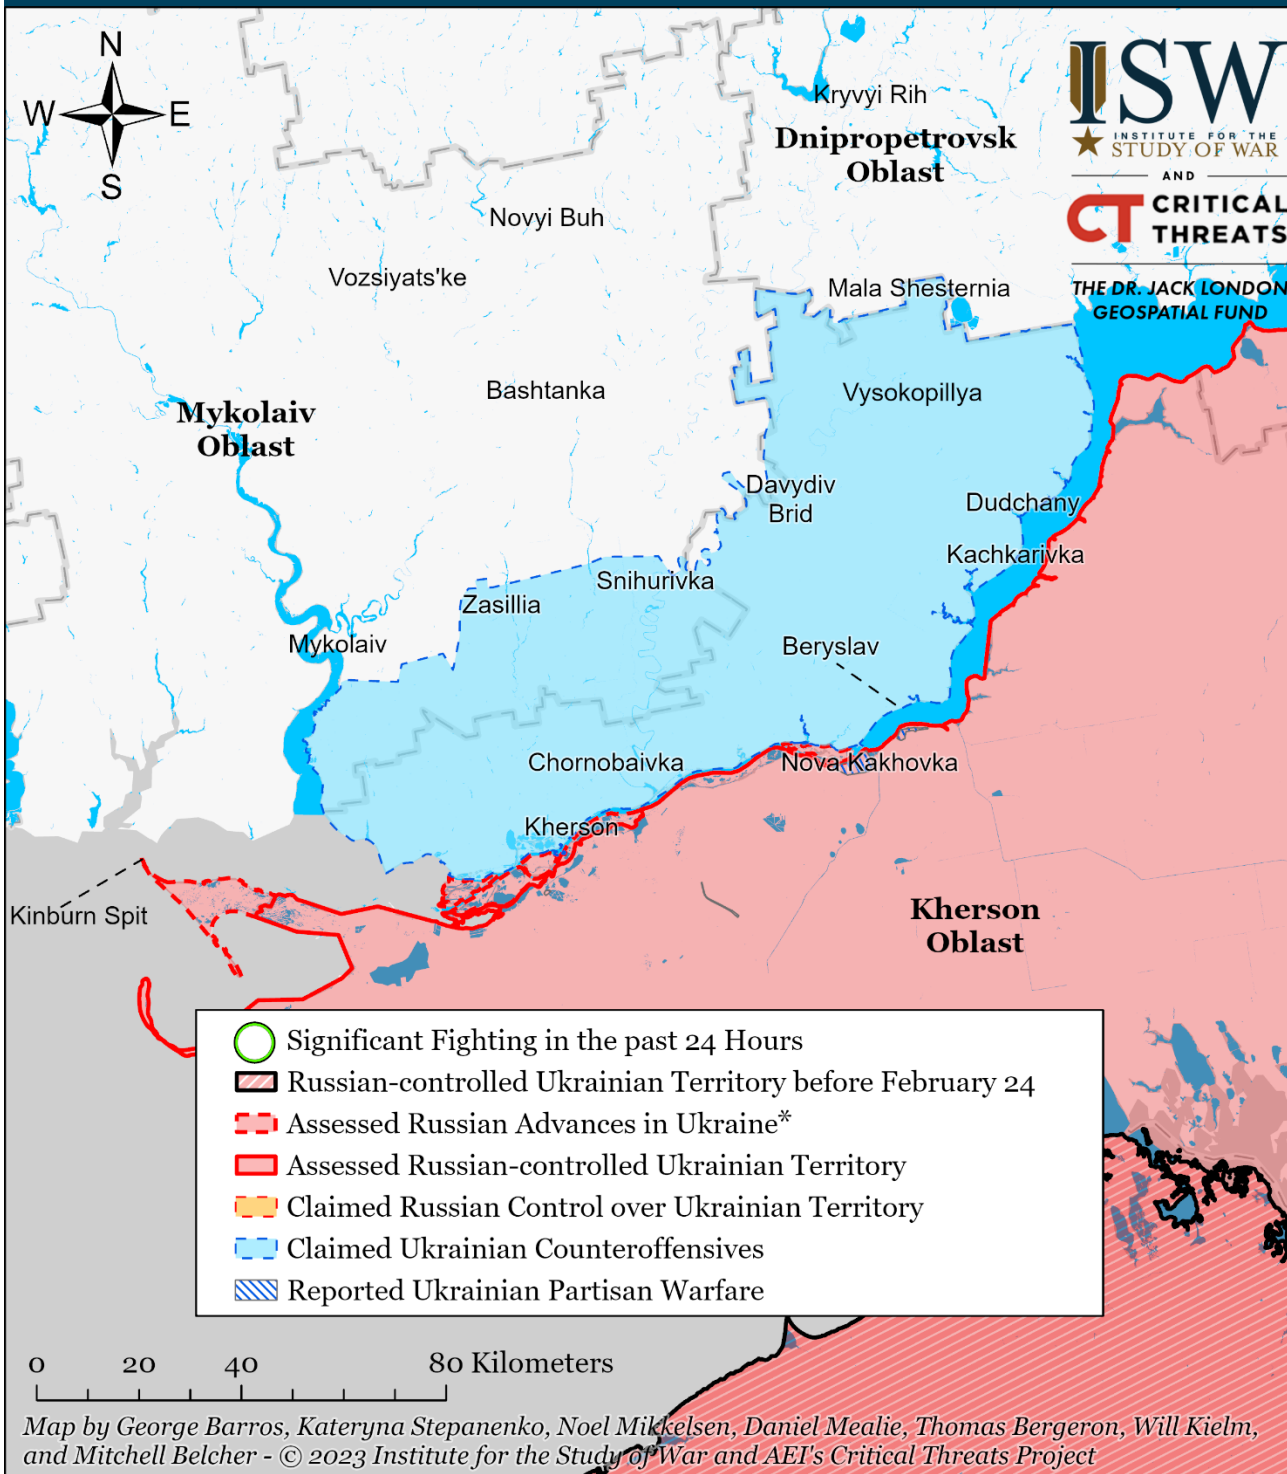 N
W
E
S
ISW
INSTITUTE FOR THE
STUDY OF WAR
AND
CT CRITICAL
THREATS
THE DR. JACK LONDON
GEOSPATIAL FUND
Kryvyi Rih
Dnipropetrovsk
Oblast
Novyi Buh
Vozsiyats'ke
Mala Shesternia
Bashtanka
Vysokopillya
Mykolaiv
Oblast
Davydiv
Brid
Dudchany
Kachkarivka
Snihurivka
Zasillia
Mykolaiv
Beryslav
Chornobaivka
Nova Kakhovka
Kherson
Kinburn Spit
Kherson
Oblast
Significant Fighting in the past 24 Hours
Russian-controlled Ukrainian Territory before February 24
Assessed Russian Advances in Ukraine*
Assessed Russian-controlled Ukrainian Territory
Claimed Russian Control over Ukrainian Territory
Claimed Ukrainian Counteroffensives
Reported Ukrainian Partisan Warfare
0 20 40 80 Kilometers
Map by George Barros, Kateryna Stepanenko, Noel Mikkelsen, Daniel Mealie, Thomas Bergeron, Will Kielm,
and Mitchell Belcher - © 2023 Institute for the Study of War and AEI's Critical Threats Project